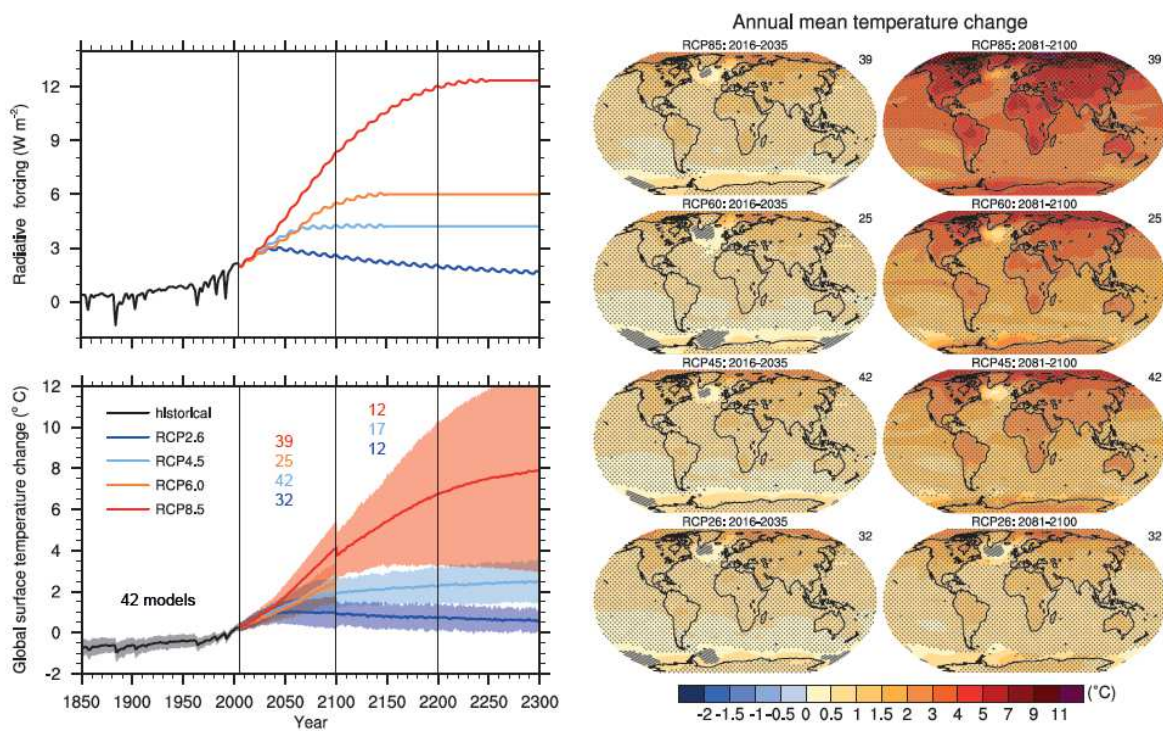 12
9
6
3
0
Radiative forcing (W m-2)
12
10
8
6
4
2
0
-2
Global surface temperature change (° C)
historical
RCP2.6
RCP4.5
RCP6.0
RCP8.5
39
25
42
32
12
17
12
42 models
1850 1900 1950 2000 2050 2100 2150 2200 2250 2300
Year
Annual mean temperature change
RCP85: 2016-2035
39
RCP85: 2081-2100
39
RCP60: 2016-2035
25
RCP60: 2081-2100
25
RCP45: 2016-2035
42
RCP45: 2081-2100
42
RCP26: 2016-2035
32
RCP26: 2081-2100
32
-2 -1.5 -1 -0.5 0 0.5 1 1.5 2 3 4 5 7 9 11
(°C)